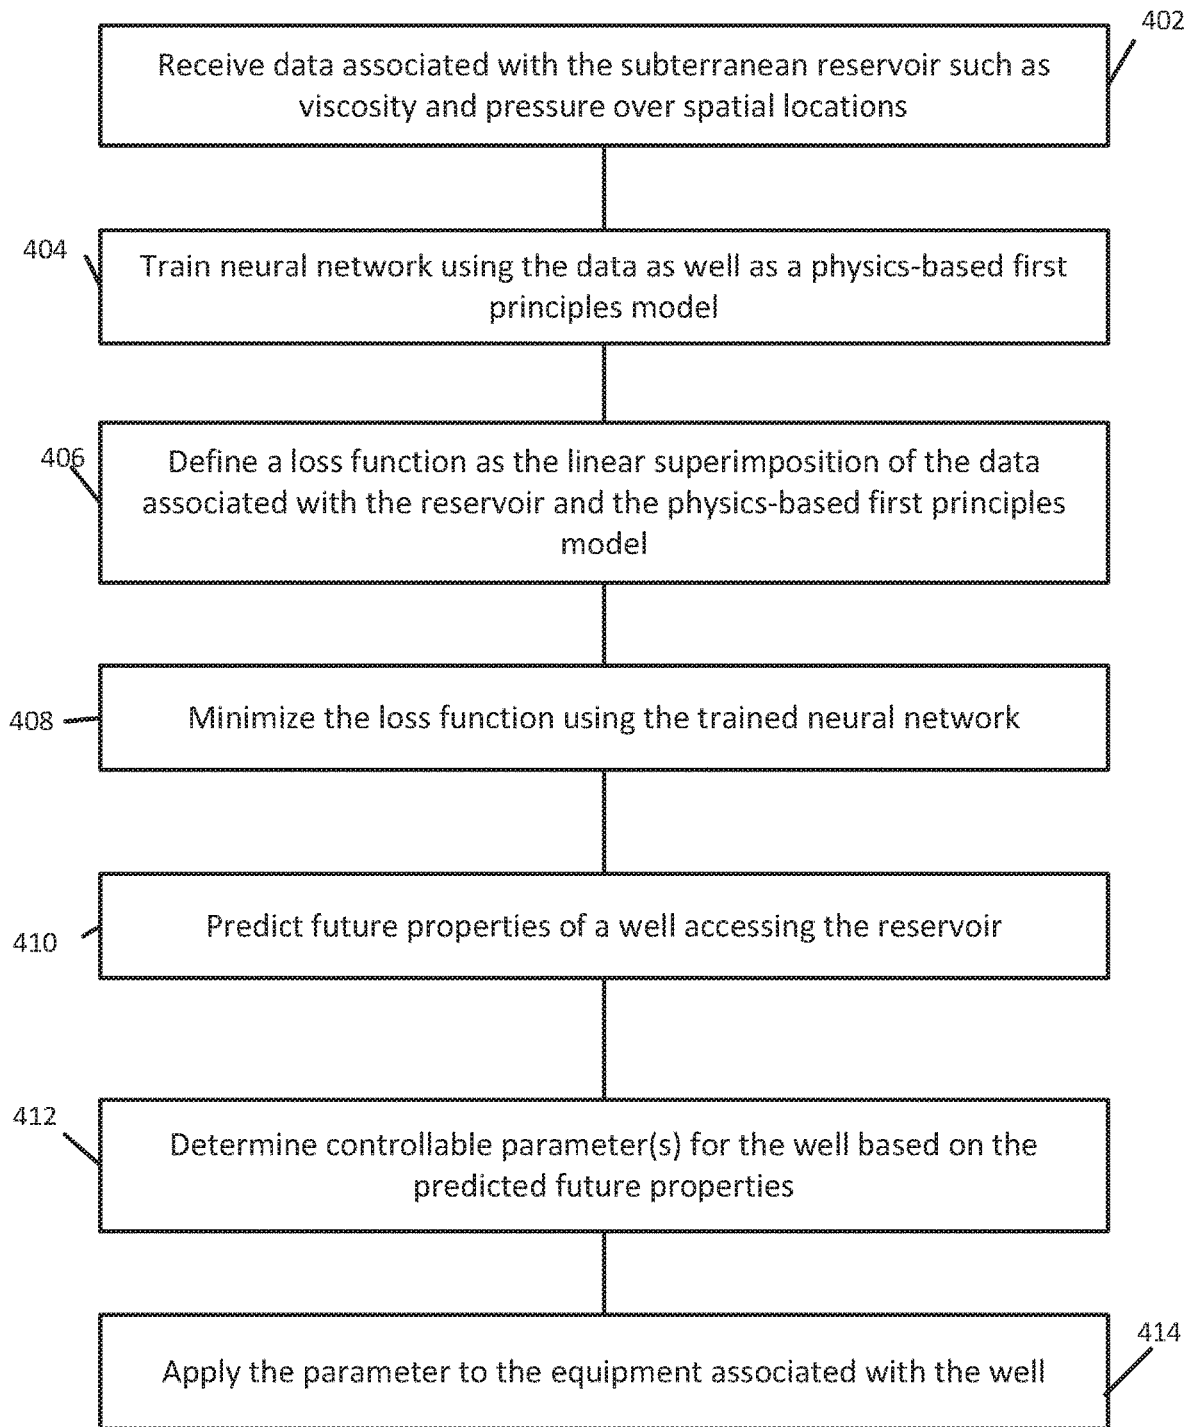 402
Receive data associated with the subterranean reservoir such as
viscosity and pressure over spatial locations
404
Train neural network using the data as well as a physics-based first
principles model
406
Define a loss function as the linear superimposition of the data
associated with the reservoir and the physics-based first principles
model
408
Minimize the loss function using the trained neural network
410
Predict future properties of a well accessing the reservoir
412
Determine controllable parameter(s) for the well based on the
predicted future properties
414
Apply the parameter to the equipment associated with the well